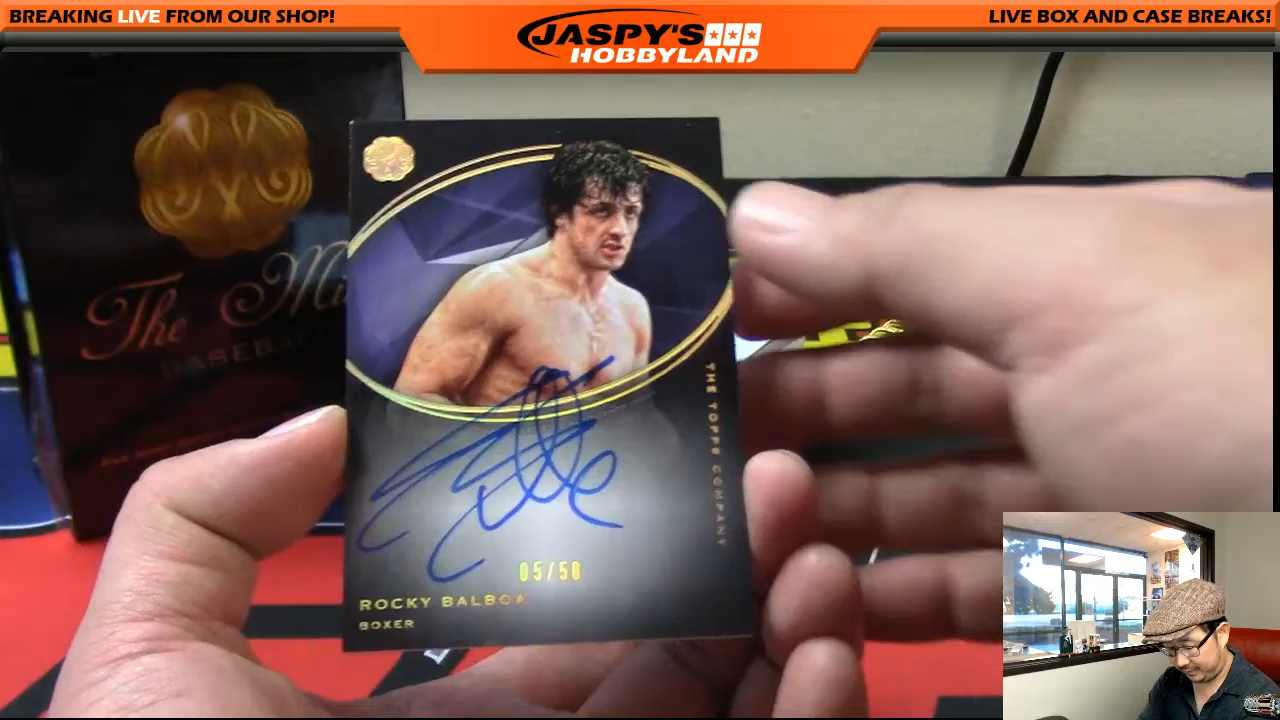 BREAKING LIVE FROM OUR SHOP!
JASPY'S
HOBBYLAND
LIVE BOX AND CASE BREAKS!
The
THE TOPPS COMPANY
05/50
ROCKY BALBOA
BOXER